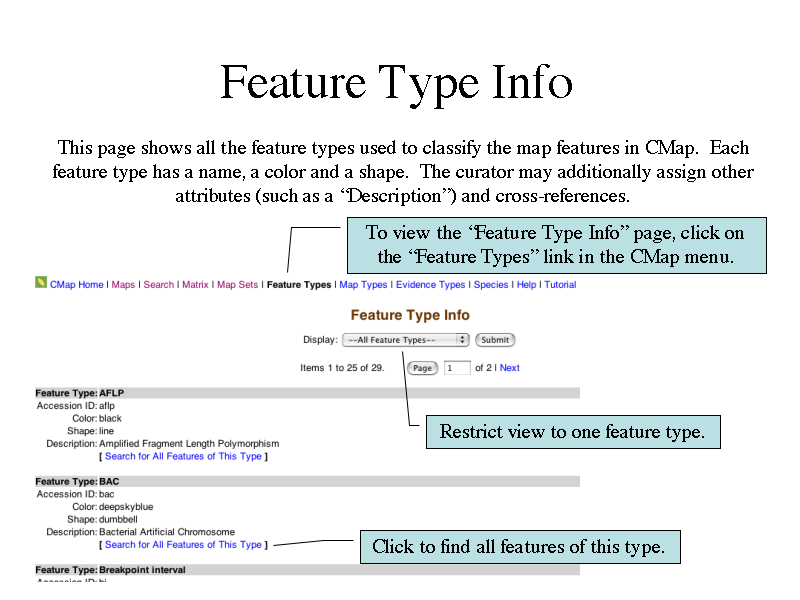 Feature Type Info
This page shows all the feature types used to classify the map features in CMap.  Each
feature type has a name, a color and a shape.  The curator may additionally assign other
attributes (such as a “Description”) and cross-references.
To view the “Feature Type Info” page, click on
the “Feature Types” link in the CMap menu.
CMap Home | Maps | Search | Matrix | Map Sets | Feature Types | Map Types | Evidence Types | Species | Help | Tutorial
Feature Type Info
Display: --All Feature Types-- Submit
Items 1 to 25 of 29. Page 1 of 2 | Next
Feature Type: AFLP
Accession ID: aflp
Color: black
Shape: line
Description: Amplified Fragment Length Polymorphism
[ Search for All Features of This Type ]
Restrict view to one feature type.
Feature Type: BAC
Accession ID: bac
Color: deepskyblue
Shape: dumbbell
Description: Bacterial Artificial Chromosome
[ Search for All Features of This Type ]
Click to find all features of this type.
Feature Type: Breakpoint interval
Accession ID: bi